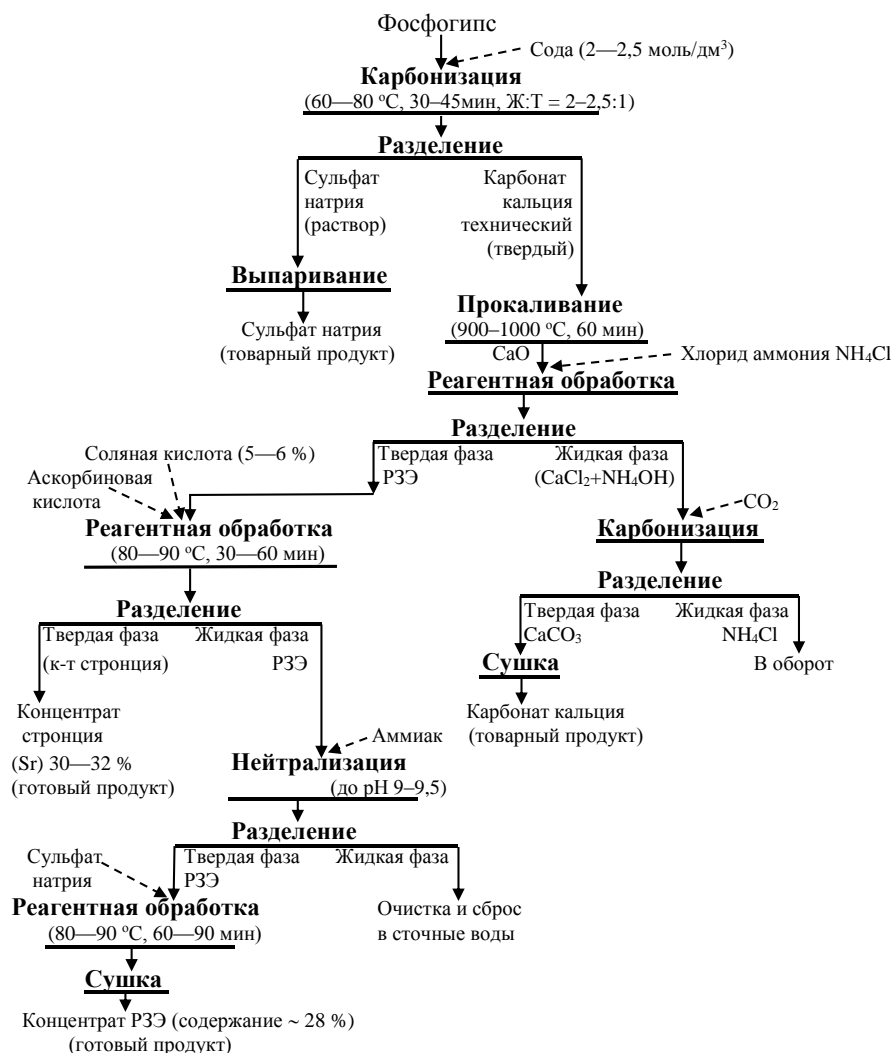 Фосфогипс
Сода (2—2,5 моль/дм³)
Карбонизация
(60—80 °С, 30–45мин, Ж:Т = 2–2,5:1)
Разделение
Сульфат
натрия
(раствор)
Карбонат
кальция
технический
(твердый)
Выпаривание
Сульфат натрия
(товарный продукт)
Прокаливание
(900–1000 °С, 60 мин)
CaO
Хлорид аммония NH₄Cl
Реагентная обработка
Разделение
Твердая фаза
РЗЭ
Жидкая фаза
(CaCl₂+NH₄OH)
Соляная кислота (5—6 %)
Аскорбиновая
кислота
Реагентная обработка
(80—90 °С, 30—60 мин)
CO₂
Карбонизация
Разделение
Твердая фаза
(к-т стронция)
Жидкая фаза
РЗЭ
Разделение
Твердая фаза
CaCO₃
Жидкая фаза
NH₄Cl
Сушка
В оборот
Карбонат кальция
(товарный продукт)
Концентрат
стронция
(Sr) 30—32 %
(готовый продукт)
Аммиак
Нейтрализация
(до рН 9–9,5)
Разделение
Твердая фаза
РЗЭ
Жидкая фаза
Сульфат
натрия
Реагентная обработка
(80—90 °С, 60—90 мин)
Очистка и сброс
в сточные воды
Сушка
Концентрат РЗЭ (содержание ~ 28 %)
(готовый продукт)